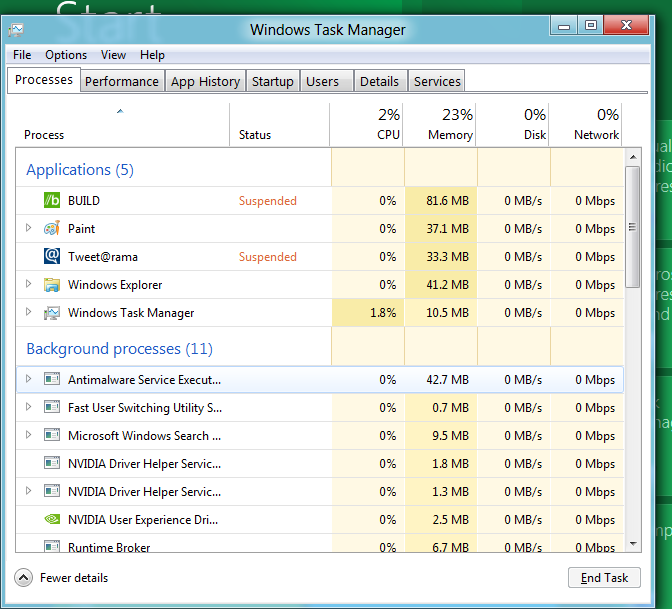 Start
Windows Task Manager
File Options View Help
Processes Performance App History Startup Users Details Services
2% 23% 0% 0%
Process Status CPU Memory Disk Network
Applications (5)
//b BUILD Suspended 0% 81.6 MB 0 MB/s 0 Mbps
Paint 0% 37.1 MB 0 MB/s 0 Mbps
@ Tweet@rama Suspended 0% 33.3 MB 0 MB/s 0 Mbps
Windows Explorer 0% 41.2 MB 0 MB/s 0 Mbps
Windows Task Manager 1.8% 10.5 MB 0 MB/s 0 Mbps
Background processes (11)
Antimalware Service Execut... 0% 42.7 MB 0 MB/s 0 Mbps
Fast User Switching Utility S... 0% 0.7 MB 0 MB/s 0 Mbps
Microsoft Windows Search ... 0% 9.5 MB 0 MB/s 0 Mbps
NVIDIA Driver Helper Servic... 0% 1.8 MB 0 MB/s 0 Mbps
NVIDIA Driver Helper Servic... 0% 1.3 MB 0 MB/s 0 Mbps
NVIDIA User Experience Dri... 0% 2.5 MB 0 MB/s 0 Mbps
Runtime Broker 0% 6.7 MB 0 MB/s 0 Mbps
Fewer details End Task